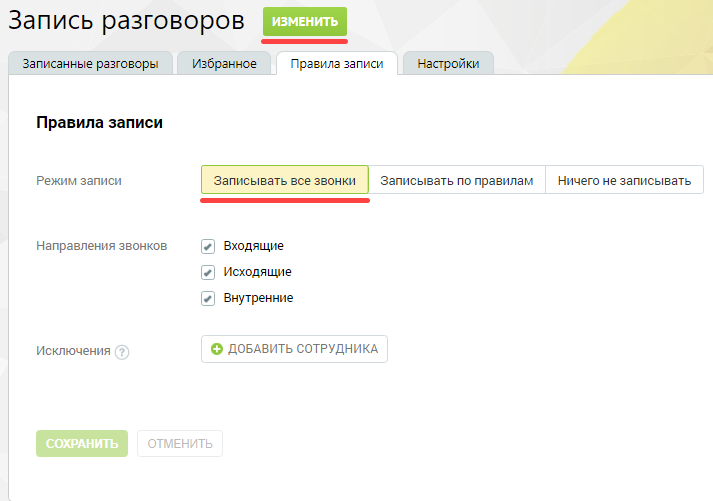 Запись разговоров ИЗМЕНИТЬ
Записанные разговоры Избранное Правила записи Настройки
Правила записи
Режим записи Записывать все звонки Записывать по правилам Ничего не записывать
Направления звонков Входящие
Исходящие
Внутренние
Исключения ? ДОБАВИТЬ СОТРУДНИКА
СОХРАНИТЬ ОТМЕНИТЬ